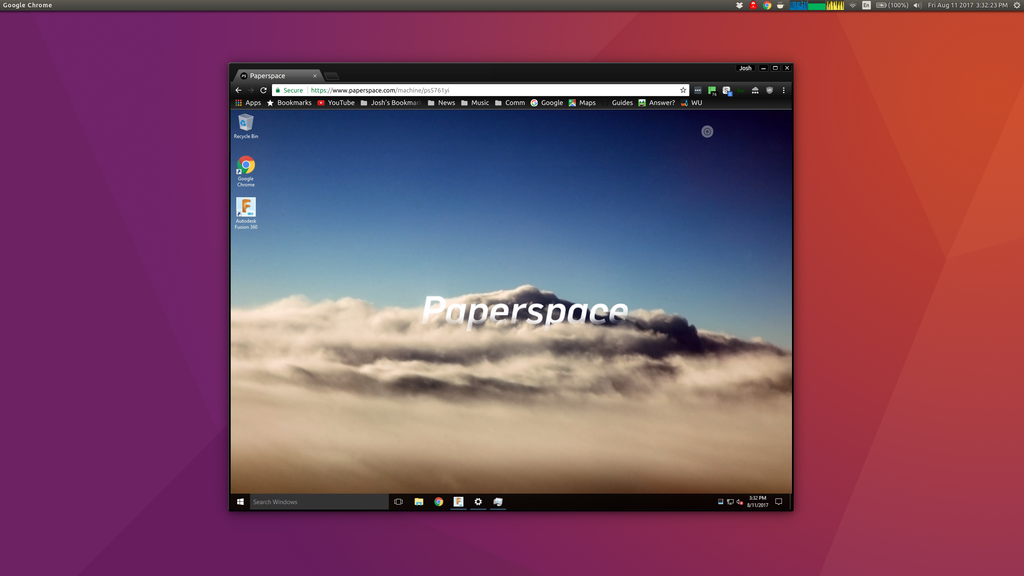 Google Chrome
En (100%) Fri Aug 11 2017 3:32:23 PM
Josh
Paperspace
Secure https://www.paperspace.com/machine/ps5761yi
Apps Bookmarks YouTube Josh's Bookmar News Music Comm Google Maps Guides Answer? WU
Recycle Bin
Google
Chrome
Autodesk
Fusion 360
Paperspace
Search Windows
3:32 PM
8/11/2017